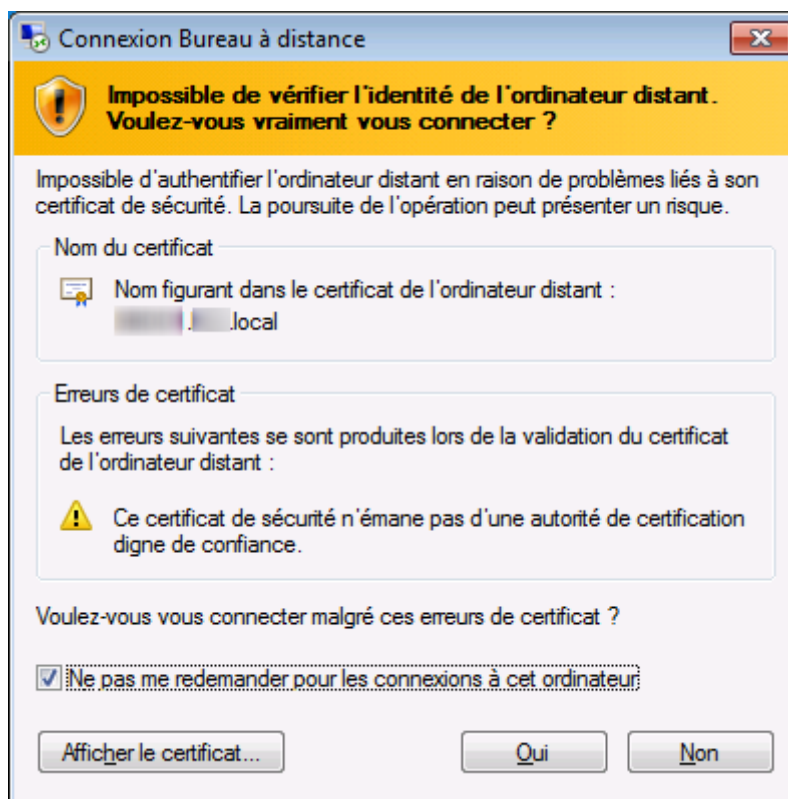 Connexion Bureau à distance
Impossible de vérifier l'identité de l'ordinateur distant.
Voulez-vous vraiment vous connecter ?
Impossible d'authentifier l'ordinateur distant en raison de problèmes liés à son
certificat de sécurité. La poursuite de l'opération peut présenter un risque.
Nom du certificat
Nom figurant dans le certificat de l'ordinateur distant :
.local
Erreurs de certificat
Les erreurs suivantes se sont produites lors de la validation du certificat
de l'ordinateur distant :
Ce certificat de sécurité n'émane pas d'une autorité de certification
digne de confiance.
Voulez-vous vous connecter malgré ces erreurs de certificat ?
Ne pas me redemander pour les connexions à cet ordinateur
Afficher le certificat...
Oui
Non